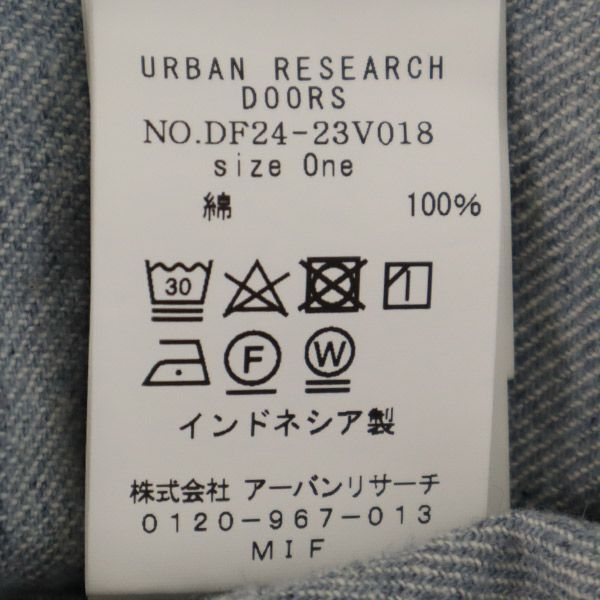 URBAN RESEARCH
DOORS
NO.DF24-23V018
size One
綿 100%
30
F W
インドネシア製
株式会社 アーバンリサーチ
0120-967-013
MIF